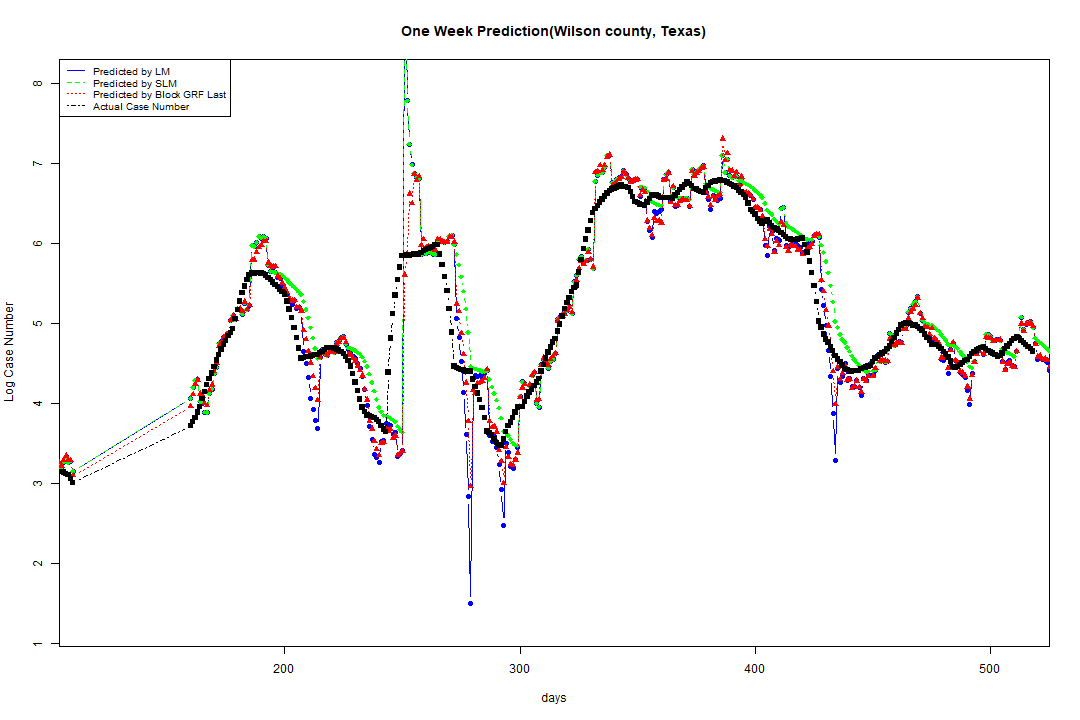 One Week Prediction(Wilson county, Texas)
Predicted by LM
Predicted by SLM
Predicted by Block GRF Last
Actual Case Number
8
7
6
5
4
3
2
1
Log Case Number
200 300 400 500
days